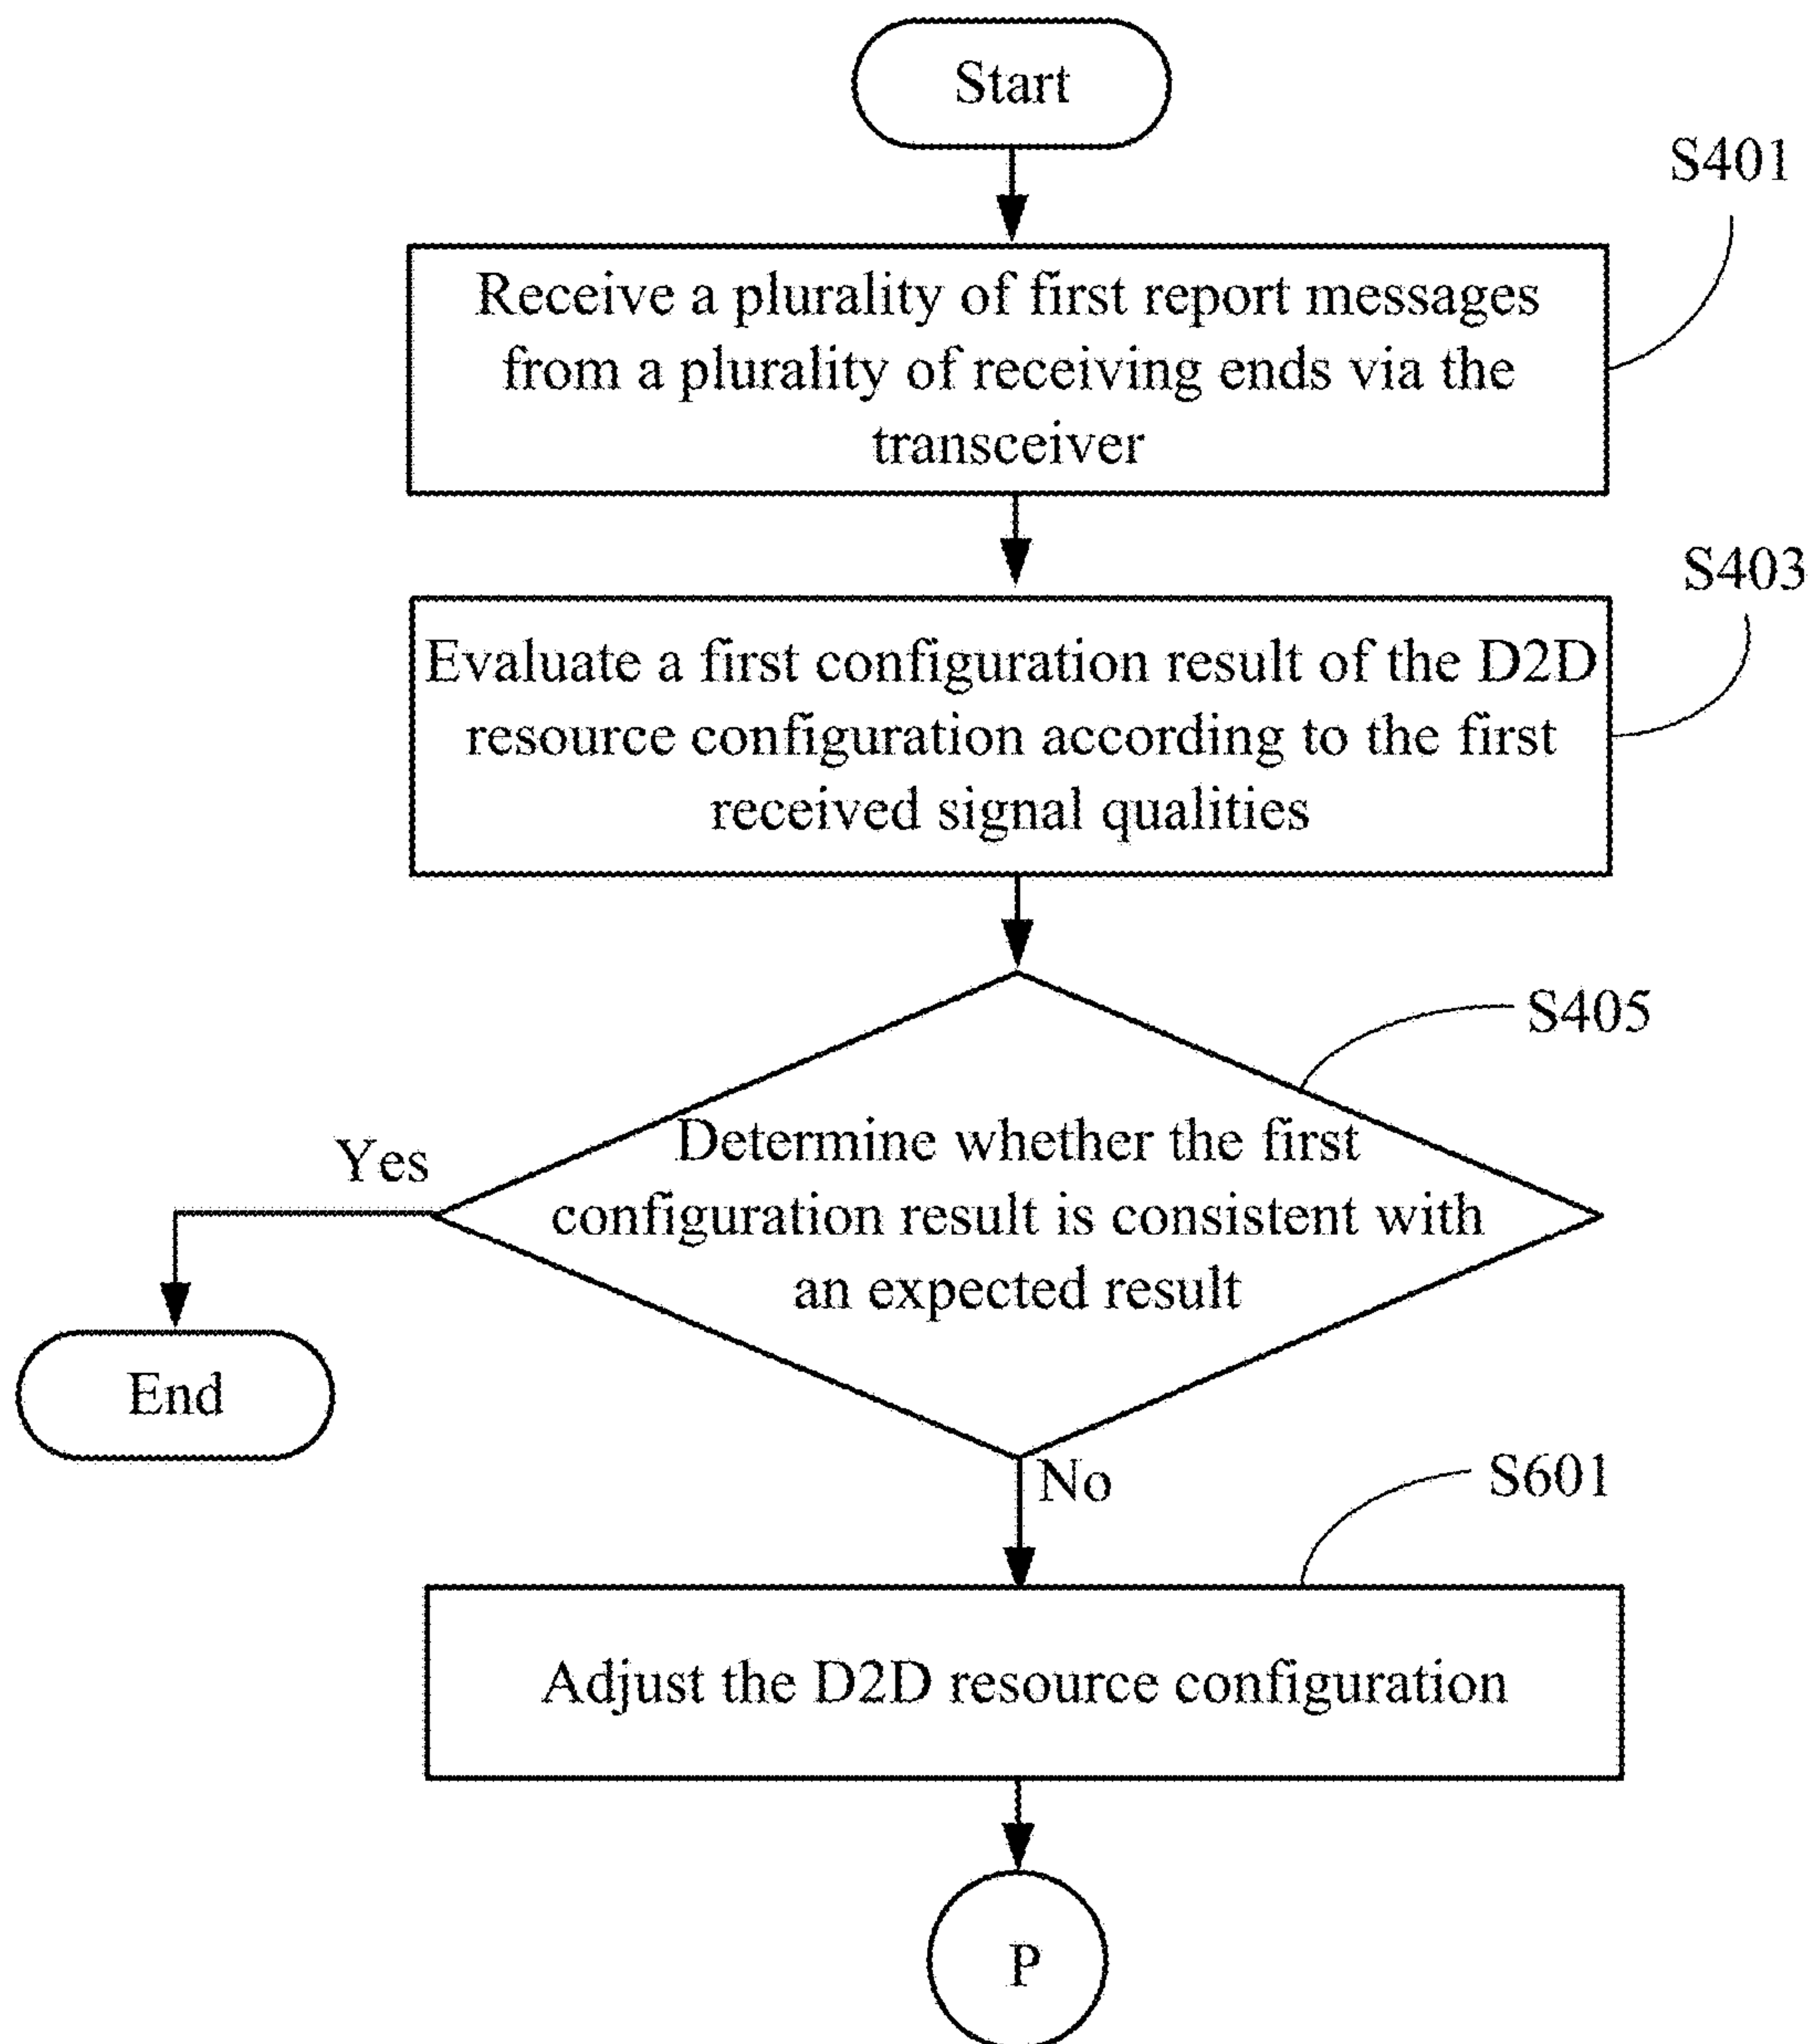 Start
S401
Receive a plurality of first report messages
from a plurality of receiving ends via the
transceiver
S403
Evaluate a first configuration result of the D2D
resource configuration according to the first
received signal qualities
S405
Determine whether the first
configuration result is consistent with
an expected result
Yes
End
No
S601
Adjust the D2D resource configuration
P